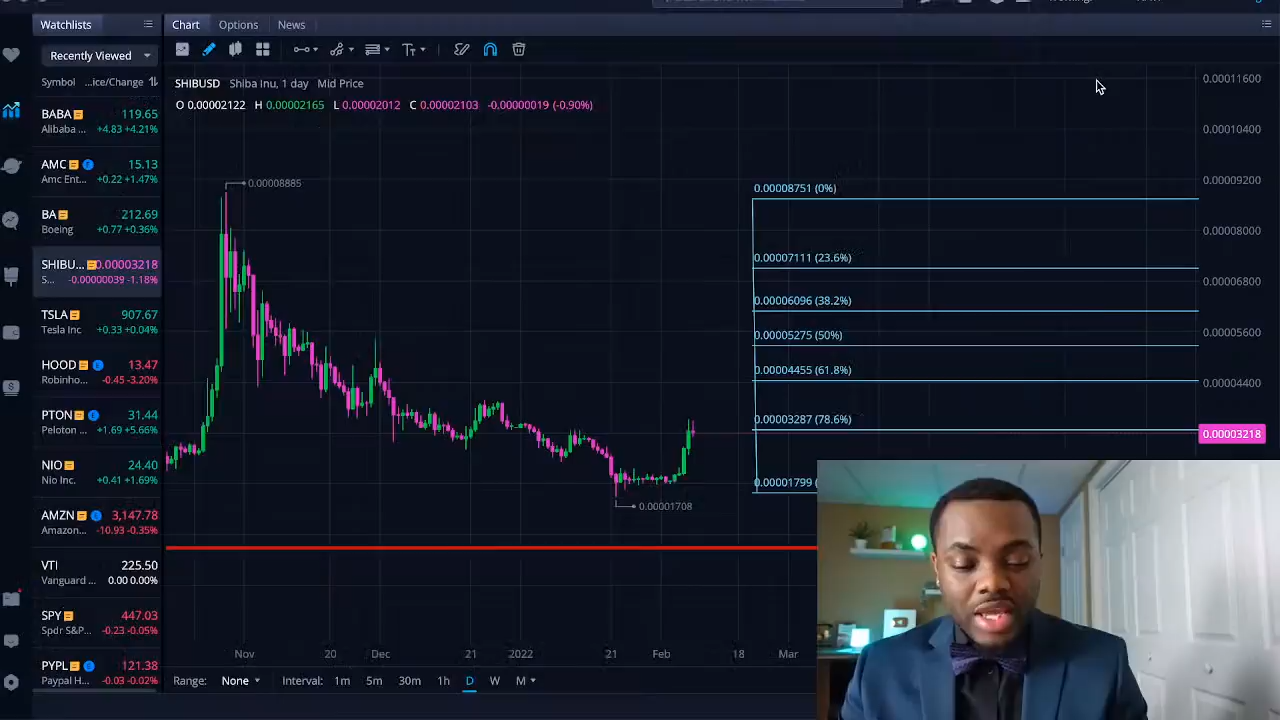 Watchlists
Chart
Options
News
Recently Viewed
Symbol ...ice/Change
SHIBUSD Shiba Inu, 1 day Mid Price
O 0.00002122 H 0.00002165 L 0.00002012 C 0.00002103 -0.00000019 (-0.90%)
BABA 119.65
Alibaba ... +4.83 +4.21%
AMC 15.13
Amc Ent... +0.22 +1.47%
BA 212.69
Boeing +0.77 +0.36%
SHIBU... 0.00003218
S... -0.00000039 -1.18%
TSLA 907.67
Tesla Inc +0.33 +0.04%
HOOD 13.47
Robinho... -0.45 -3.20%
PTON 31.44
Peloton ... +1.69 +5.66%
NIO 24.40
Nio Inc. +0.41 +1.69%
AMZN 3,147.78
Amazon... -10.93 -0.35%
VTI 225.50
Vanguard ... 0.00 0.00%
SPY 447.03
Spdr S&P... -0.23 -0.05%
PYPL 121.38
Paypal H... -0.03 -0.02%
0.00008885
0.00001708
0.00008751 (0%)
0.00007111 (23.6%)
0.00006096 (38.2%)
0.00005275 (50%)
0.00004455 (61.8%)
0.00003287 (78.6%)
0.00001799 (
0.00011600
0.00010400
0.00009200
0.00008000
0.00006800
0.00005600
0.00004400
0.00003218
Nov 20 Dec 21 2022 21 Feb 18 Mar
Range: None Interval: 1m 5m 30m 1h D W M